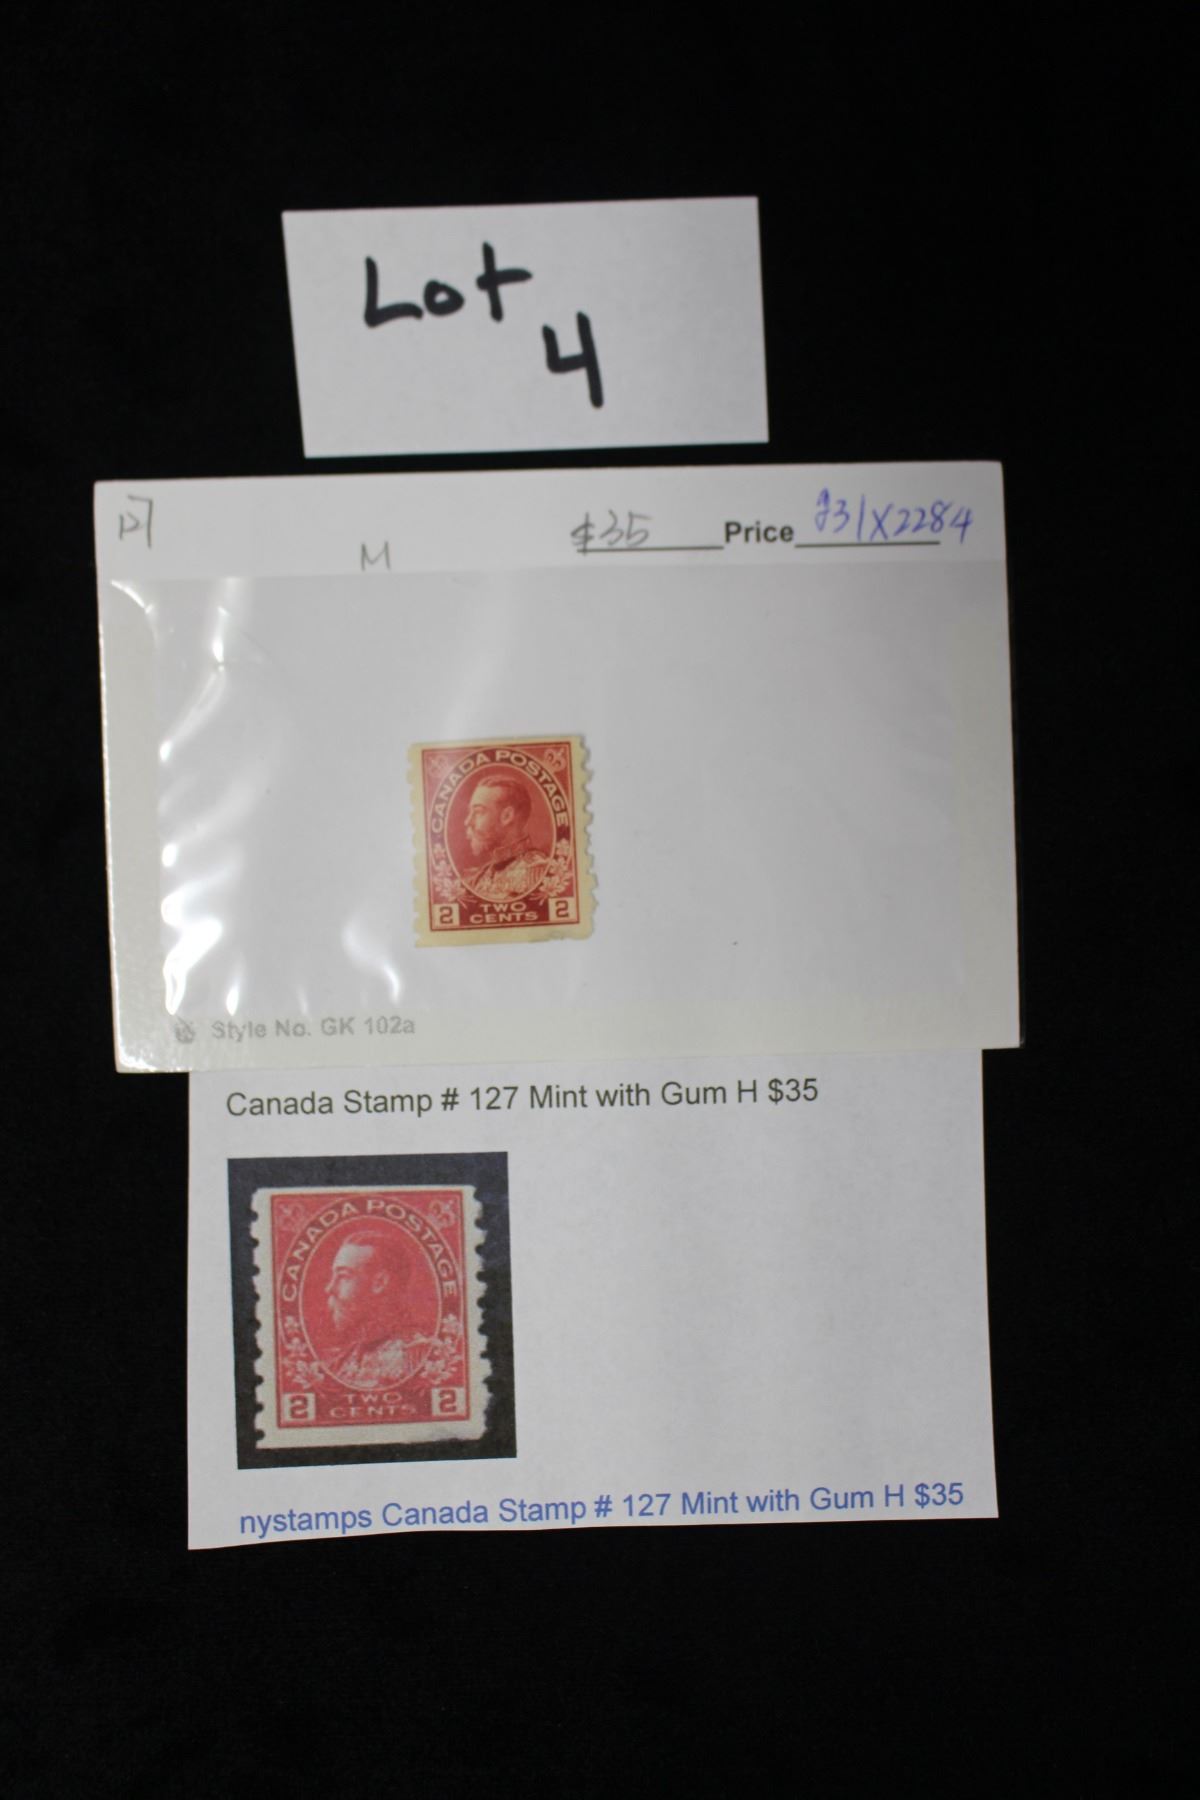 Lot
4
127 M $35 Price J31X2284
CANADA POSTAGE
2 TWO CENTS 2
Style No. GK 102a
Canada Stamp # 127 Mint with Gum H $35
CANADA POSTAGE
2 TWO CENTS 2
nystamps Canada Stamp # 127 Mint with Gum H $35